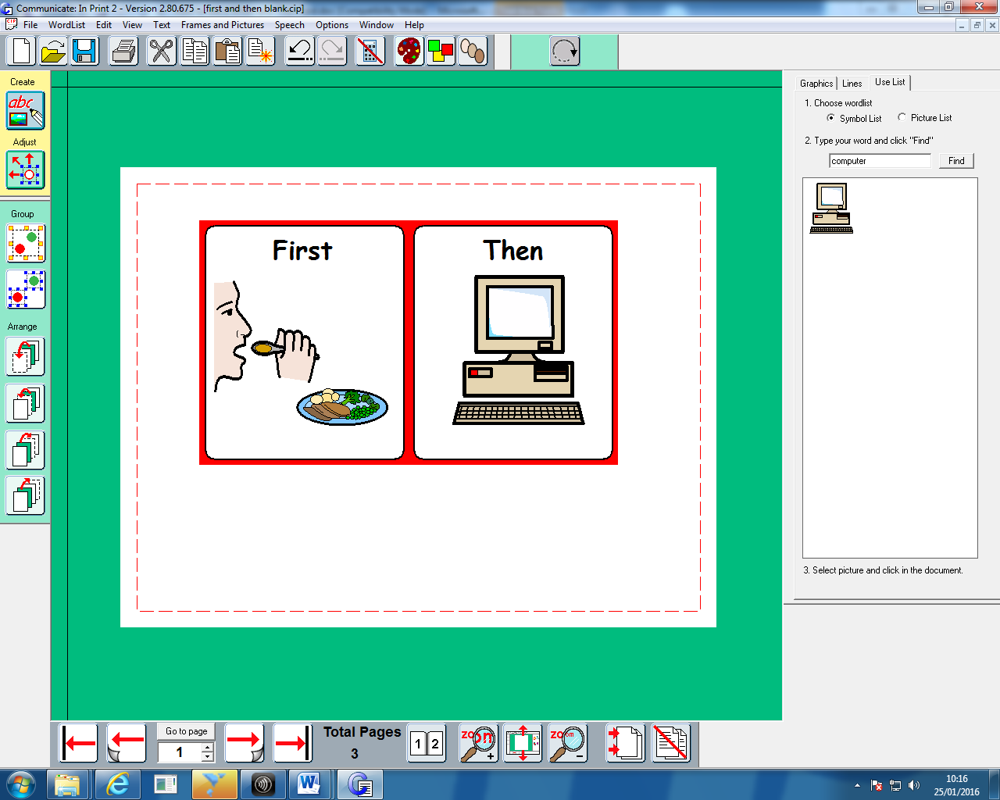 Communicate: In Print 2 - Version 2.80.675 - [first and then blank.cip]
File WordList Edit View Text Frames and Pictures Speech Options Window Help
Create
abc
Adjust
Group
Arrange
Graphics Lines Use List
1. Choose wordlist
Symbol List Picture List
2. Type your word and click "Find"
computer Find
3. Select picture and click in the document.
First Then
Go to page
1
Total Pages
3
1 2
zoom +
zoom -
10:16
25/01/2016